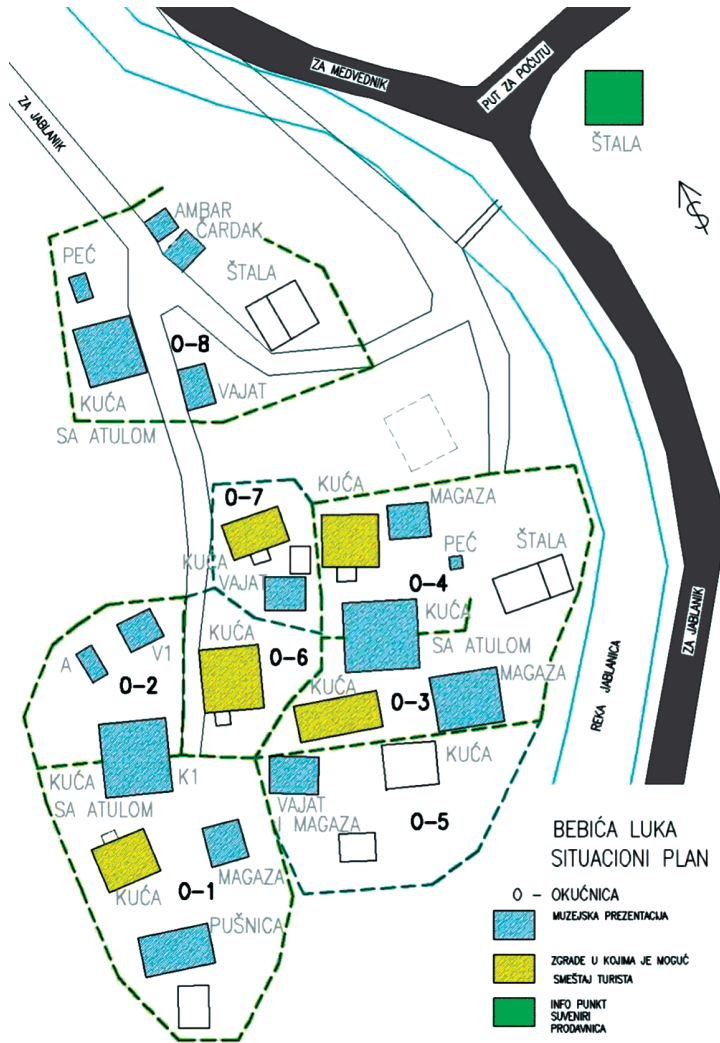 ZA MEDVEDNIK
PUT ZA POĆUTU
ŠTALA
ZA JABLANIK
AMBAR
ČARDAK
PEĆ
ŠTALA
O-8
KUĆA
SA ATULOM
VAJAT
O-7
KUĆA
VAJAT
KUĆA
MAGAZA
PEĆ
ŠTALA
O-4
KUĆA
SA ATULOM
KUĆA
O-6
V1
A
O-2
KUĆA
O-3
MAGAZA
REKA JABLANICA
ZA JABLANIK
KUĆA
SA ATULOM
K1
KUĆA
VAJAT
I MAGAZA
O-5
KUĆA
MAGAZA
O-1
PUŠNICA
BEBIĆA LUKA
SITUACIONI PLAN
O - OKUĆNICA
MUZEJSKA PREZENTACIJA
ZGRADE U KOJIMA JE MOGUĆ
SMEŠTAJ TURISTA
INFO PUNKT
SUVENIRI
PRODAVNICA